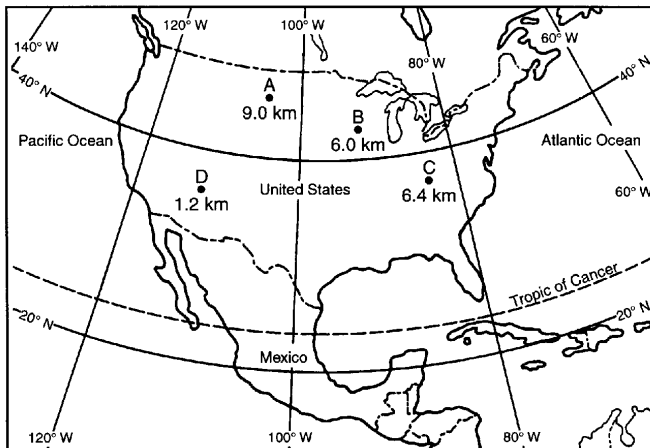 120° W
100° W
60° W
140° W
80° W
40° N
40° N
A
9.0 km
B
6.0 km
Pacific Ocean
Atlantic Ocean
C
6.4 km
D
1.2 km
United States
60° W
Tropic of Cancer
20° N
20° N
Mexico
120° W
100° W
80° W